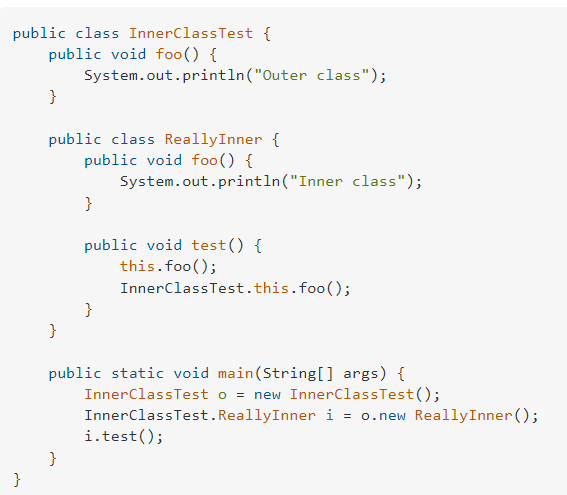 public class InnerClassTest {
    public void foo() {
        System.out.println("Outer class");
    }

    public class ReallyInner {
        public void foo() {
            System.out.println("Inner class");
        }

        public void test() {
            this.foo();
            InnerClassTest.this.foo();
        }
    }

    public static void main(String[] args) {
        InnerClassTest o = new InnerClassTest();
        InnerClassTest.ReallyInner i = o.new ReallyInner();
        i.test();
    }
}